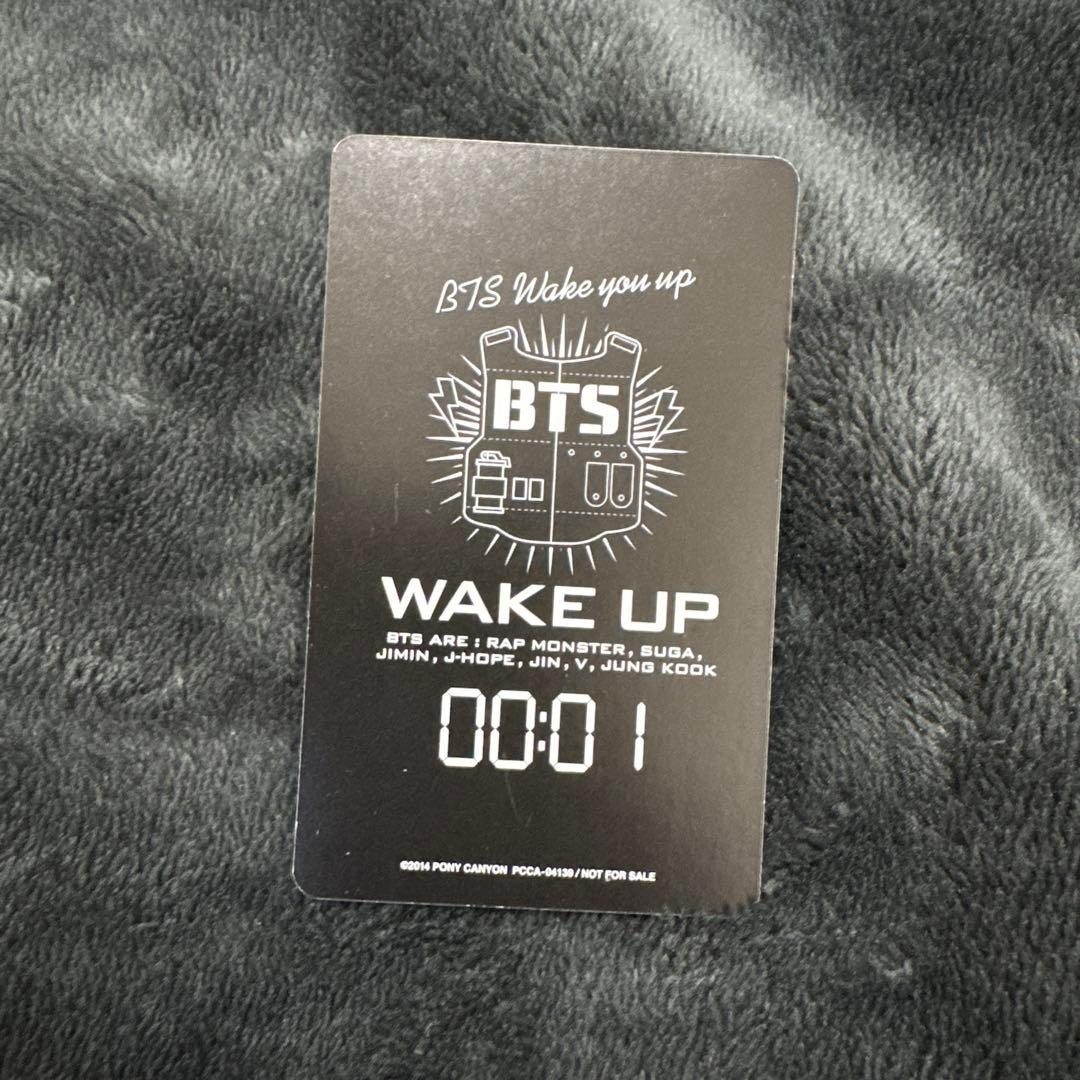 BTS Wake you up
BTS
WAKE UP
BTS ARE : RAP MONSTER, SUGA,
JIMIN, J-HOPE, JIN, V, JUNG KOOK
00:01
©2014 PONY CANYON PCCA-04139/NOT FOR SALE